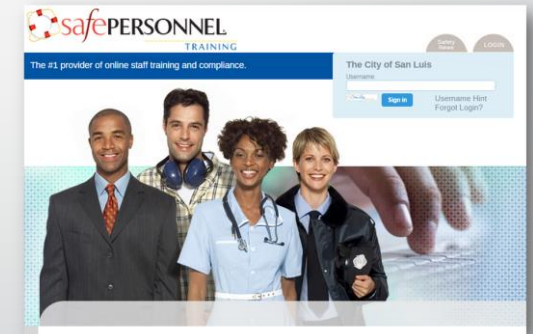 safePERSONNEL
TRAINING
Safety
News
LOGIN
The #1 provider of online staff training and compliance.
The City of San Luis
Username
Sign in
Username Hint
Forgot Login?